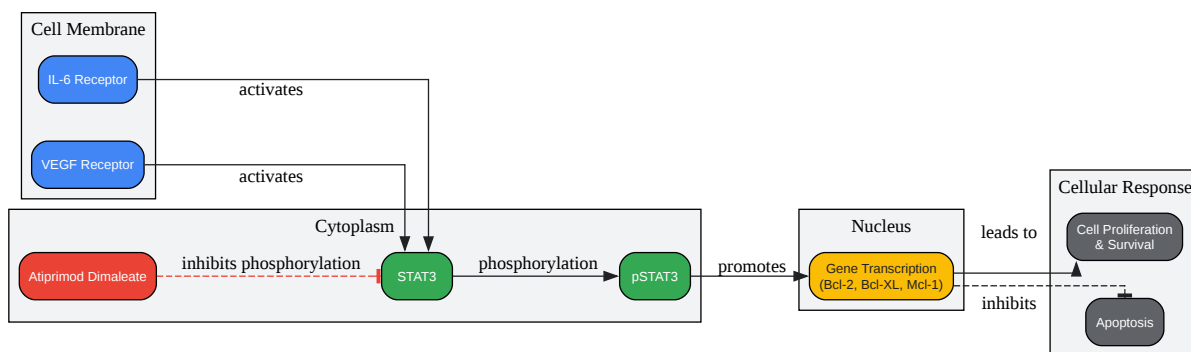 Cell Membrane
IL-6 Receptor
activates
VEGF Receptor
activates
Cytoplasm
Atiprimod Dimaleate
inhibits phosphorylation
STAT3
phosphorylation
pSTAT3
promotes
Nucleus
Gene Transcription
(Bcl-2, Bcl-XL, Mcl-1)
leads to
inhibits
Cellular Response
Cell Proliferation
& Survival
Apoptosis